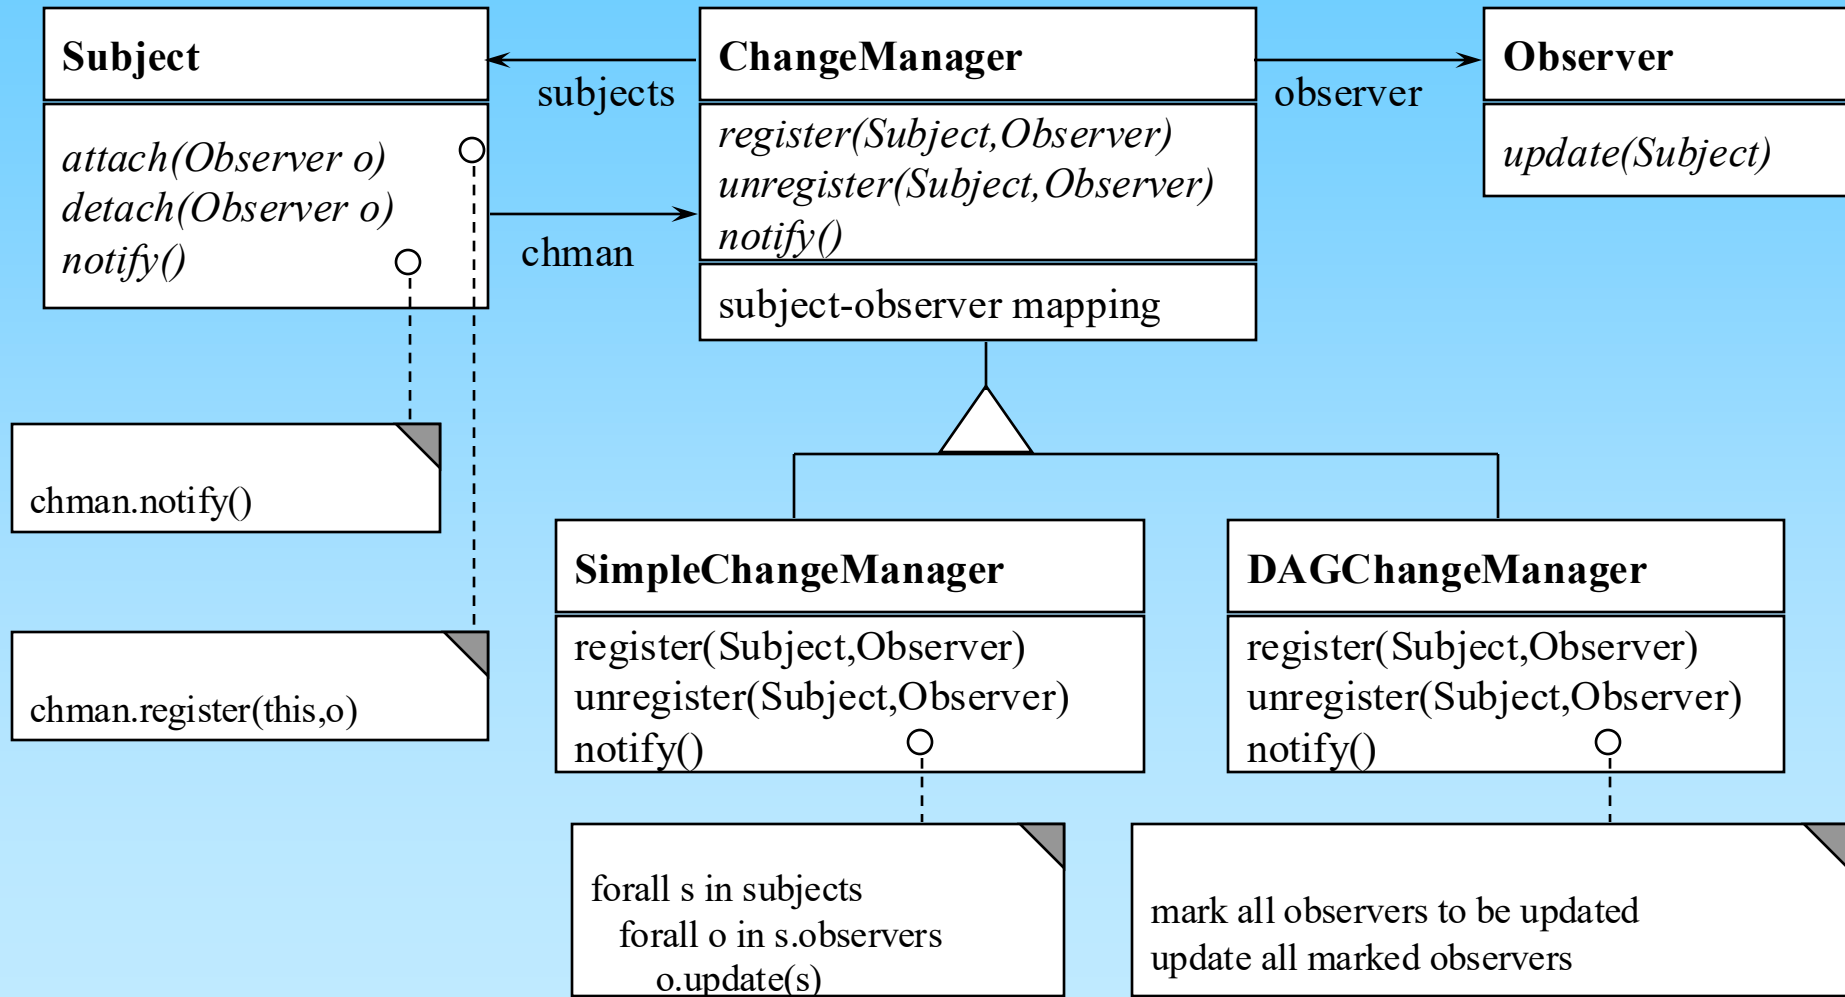 Subject
attach(Observer o)
detach(Observer o)
notify()
subjects
chman
ChangeManager
register(Subject,Observer)
unregister(Subject,Observer)
notify()
subject-observer mapping
observer
Observer
update(Subject)
chman.notify()
chman.register(this,o)
SimpleChangeManager
register(Subject,Observer)
unregister(Subject,Observer)
notify()
DAGChangeManager
register(Subject,Observer)
unregister(Subject,Observer)
notify()
forall s in subjects
forall o in s.observers
o.update(s)
mark all observers to be updated
update all marked observers